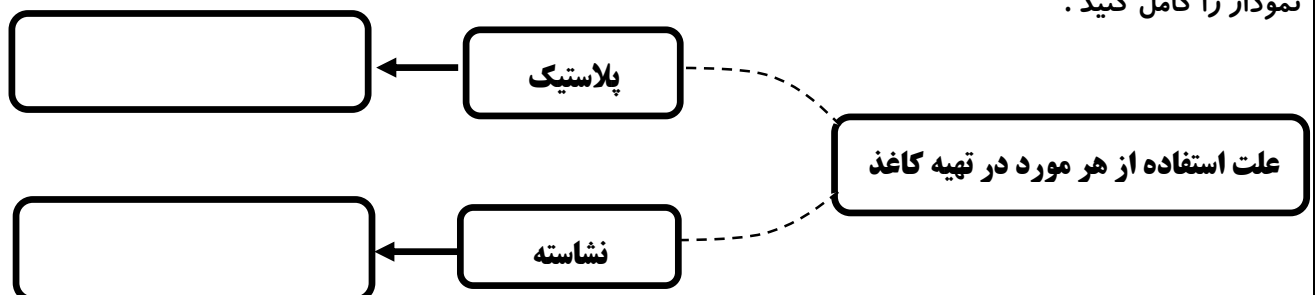 نمودار را کامل کنید .
پلاستیک
علت استفاده از هر مورد در تهیه کاغذ
نشاسته